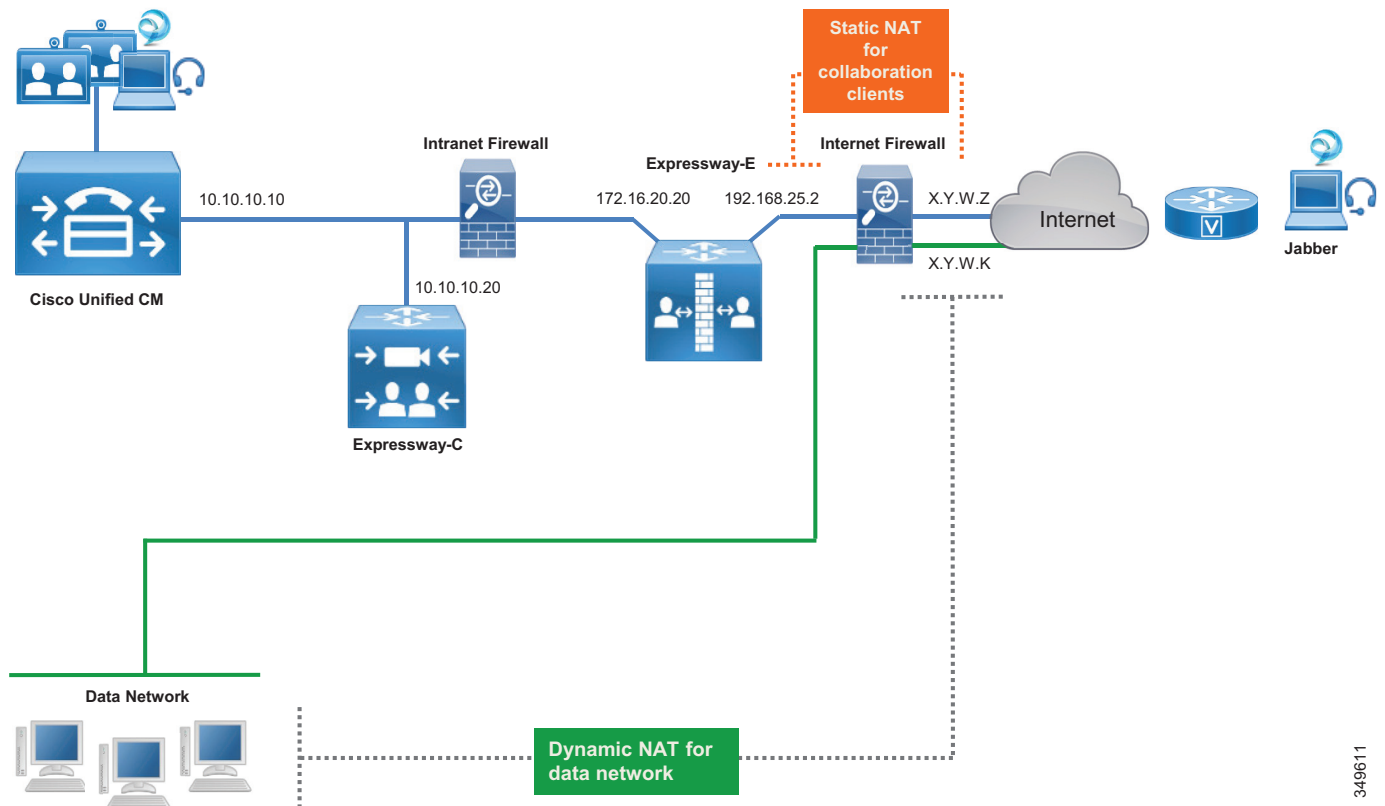 Static NAT
for
collaboration
clients
Intranet Firewall
Internet Firewall
Expressway-E
10.10.10.10
172.16.20.20
192.168.25.2
X.Y.W.Z
Internet
V
Jabber
X.Y.W.K
Cisco Unified CM
10.10.10.20
Expressway-C
Data Network
Dynamic NAT for
data network
349611